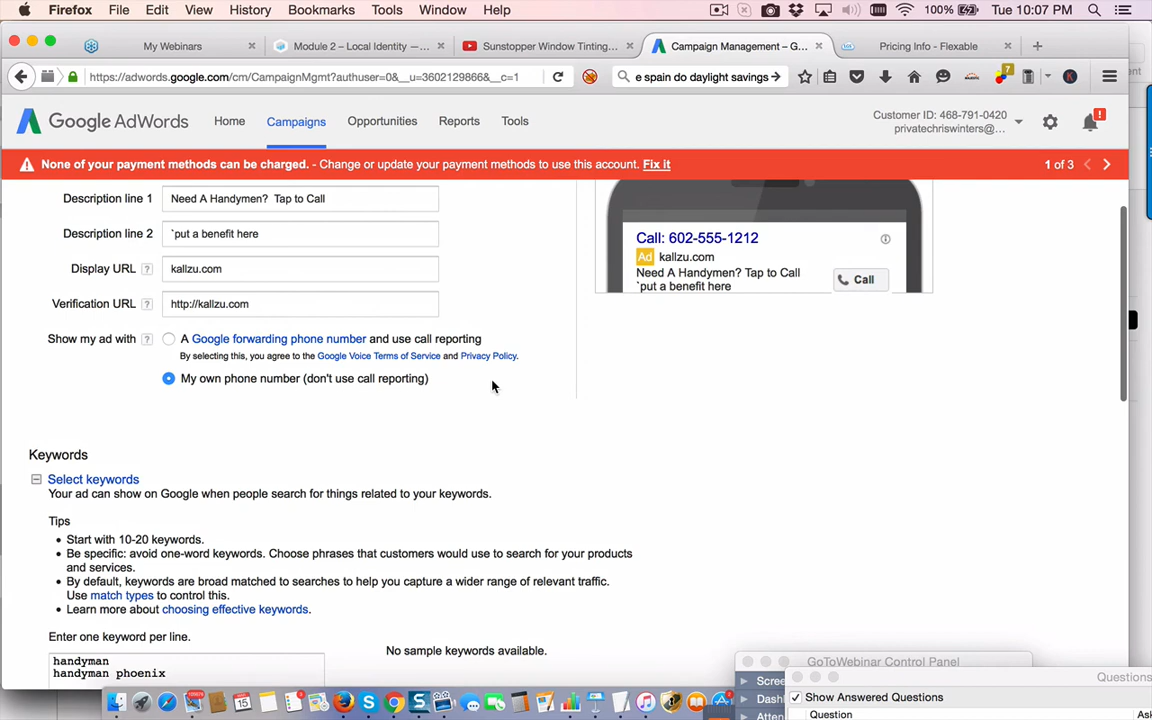 Firefox File Edit View History Bookmarks Tools Window Help 100% Tue 10:07 PM
My Webinars Module 2 – Local Identity —... Sunstopper Window Tinting... Campaign Management – G... Pricing Info - Flexable
https://adwords.google.com/cm/CampaignMgmt?authuser=0&__u=3602129866&__c=1 e spain do daylight savings 7 K
Google AdWords Home Campaigns Opportunities Reports Tools Customer ID: 468-791-0420
privatechriswinters@... !
None of your payment methods can be charged. - Change or update your payment methods to use this account. Fix it 1 of 3
Description line 1 Need A Handymen? Tap to Call
Description line 2 `put a benefit here
Display URL ? kallzu.com
Verification URL ? http://kallzu.com
Show my ad with ? A Google forwarding phone number and use call reporting
By selecting this, you agree to the Google Voice Terms of Service and Privacy Policy.
My own phone number (don't use call reporting)
Call: 602-555-1212
Ad kallzu.com
Need A Handymen? Tap to Call
`put a benefit here
Call
Keywords
Select keywords
Your ad can show on Google when people search for things related to your keywords.
Tips
• Start with 10-20 keywords.
• Be specific: avoid one-word keywords. Choose phrases that customers would use to search for your products
and services.
• By default, keywords are broad matched to searches to help you capture a wider range of relevant traffic.
Use match types to control this.
• Learn more about choosing effective keywords.
Enter one keyword per line.
handyman
handyman phoenix
No sample keywords available.
GoToWebinar Control Panel
Scree
Dashl
Atten
Questions
Show Answered Questions
Question Ask
15